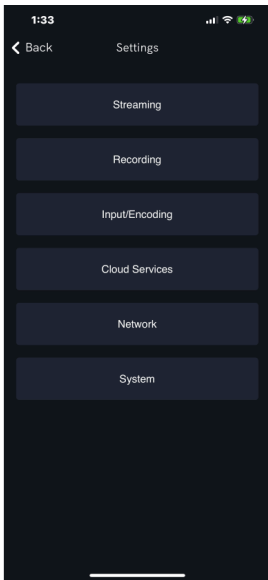 1:33
Back
Settings
Streaming
Recording
Input/Encoding
Cloud Services
Network
System